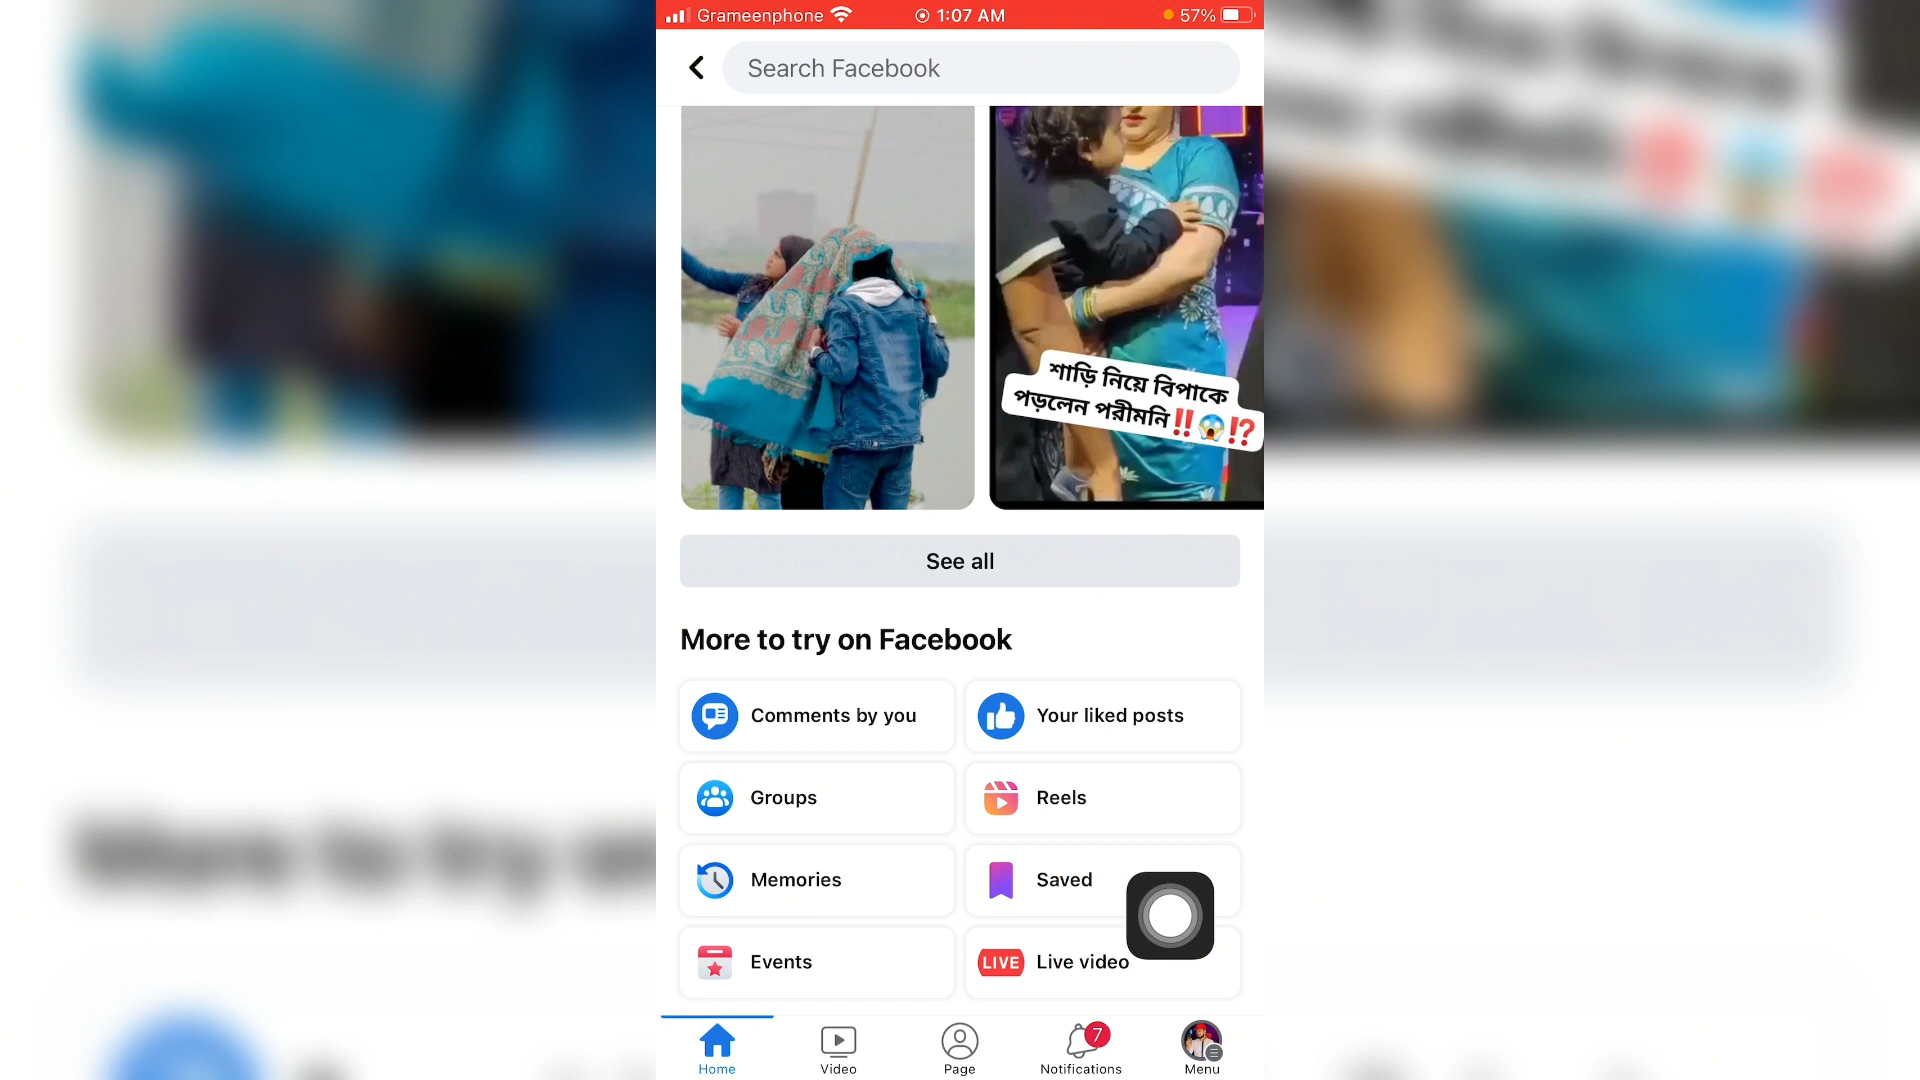 Grameenphone
1:07 AM
57%
Search Facebook
শাড়ি নিয়ে বিপাকে
পড়লেন পরীমনি‼️😱⁉️
See all
More to try on Facebook
Comments by you
Your liked posts
Groups
Reels
Memories
Saved
Events
LIVE Live video
7
Home
Video
Page
Notifications
Menu